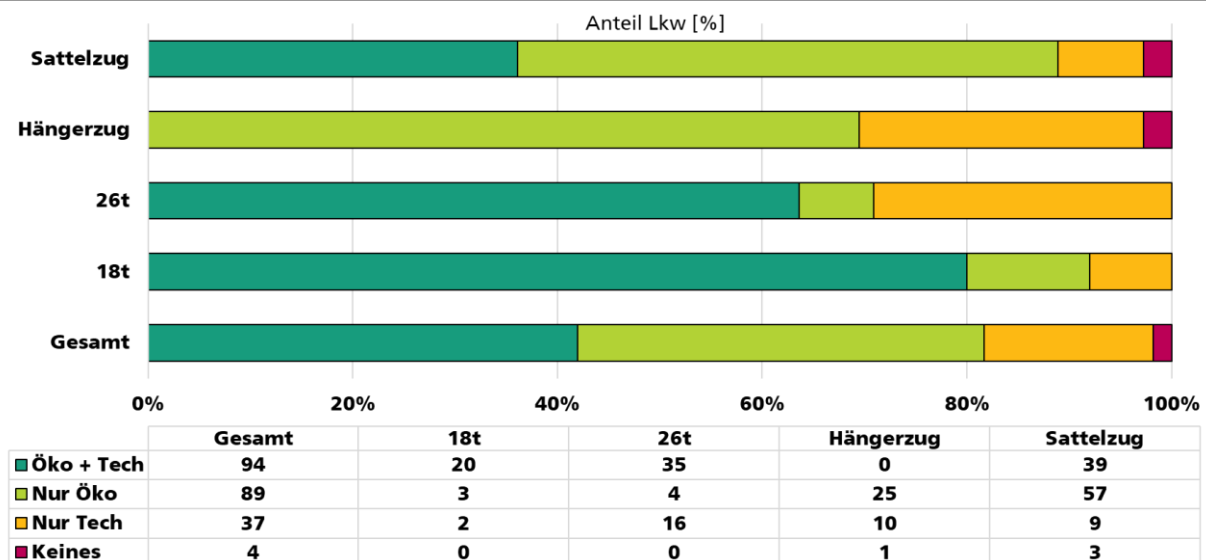 Anteil Lkw [%]
Sattelzug
Hängerzug
26t
18t
Gesamt
0% 20% 40% 60% 80% 100%
Gesamt 18t 26t Hängerzug Sattelzug
Öko + Tech 94 20 35 0 39
Nur Öko 89 3 4 25 57
Nur Tech 37 2 16 10 9
Keines 4 0 0 1 3